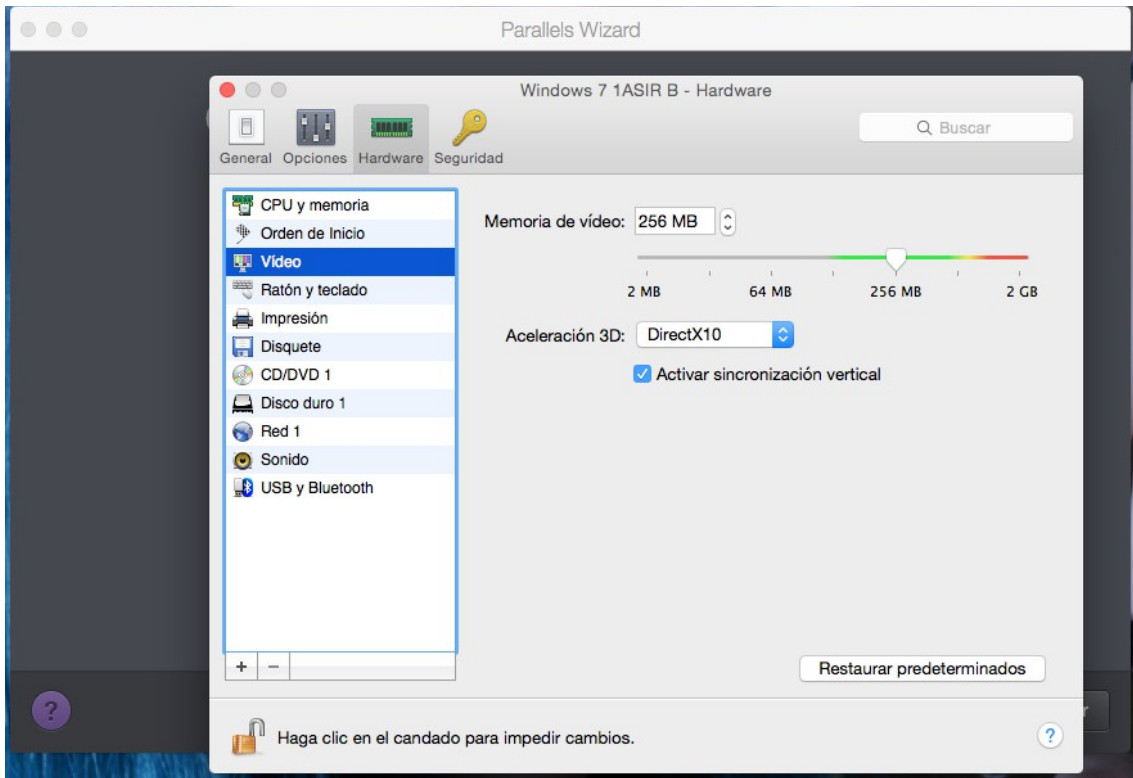 Parallels Wizard
Windows 7 1ASIR B - Hardware
General Opciones Hardware Seguridad
Buscar
CPU y memoria
Orden de Inicio
Vídeo
Ratón y teclado
Impresión
Disquete
CD/DVD 1
Disco duro 1
Red 1
Sonido
USB y Bluetooth
+ −
Memoria de vídeo: 256 MB
2 MB 64 MB 256 MB 2 GB
Aceleración 3D: DirectX10
Activar sincronización vertical
Restaurar predeterminados
?
Haga clic en el candado para impedir cambios.
?